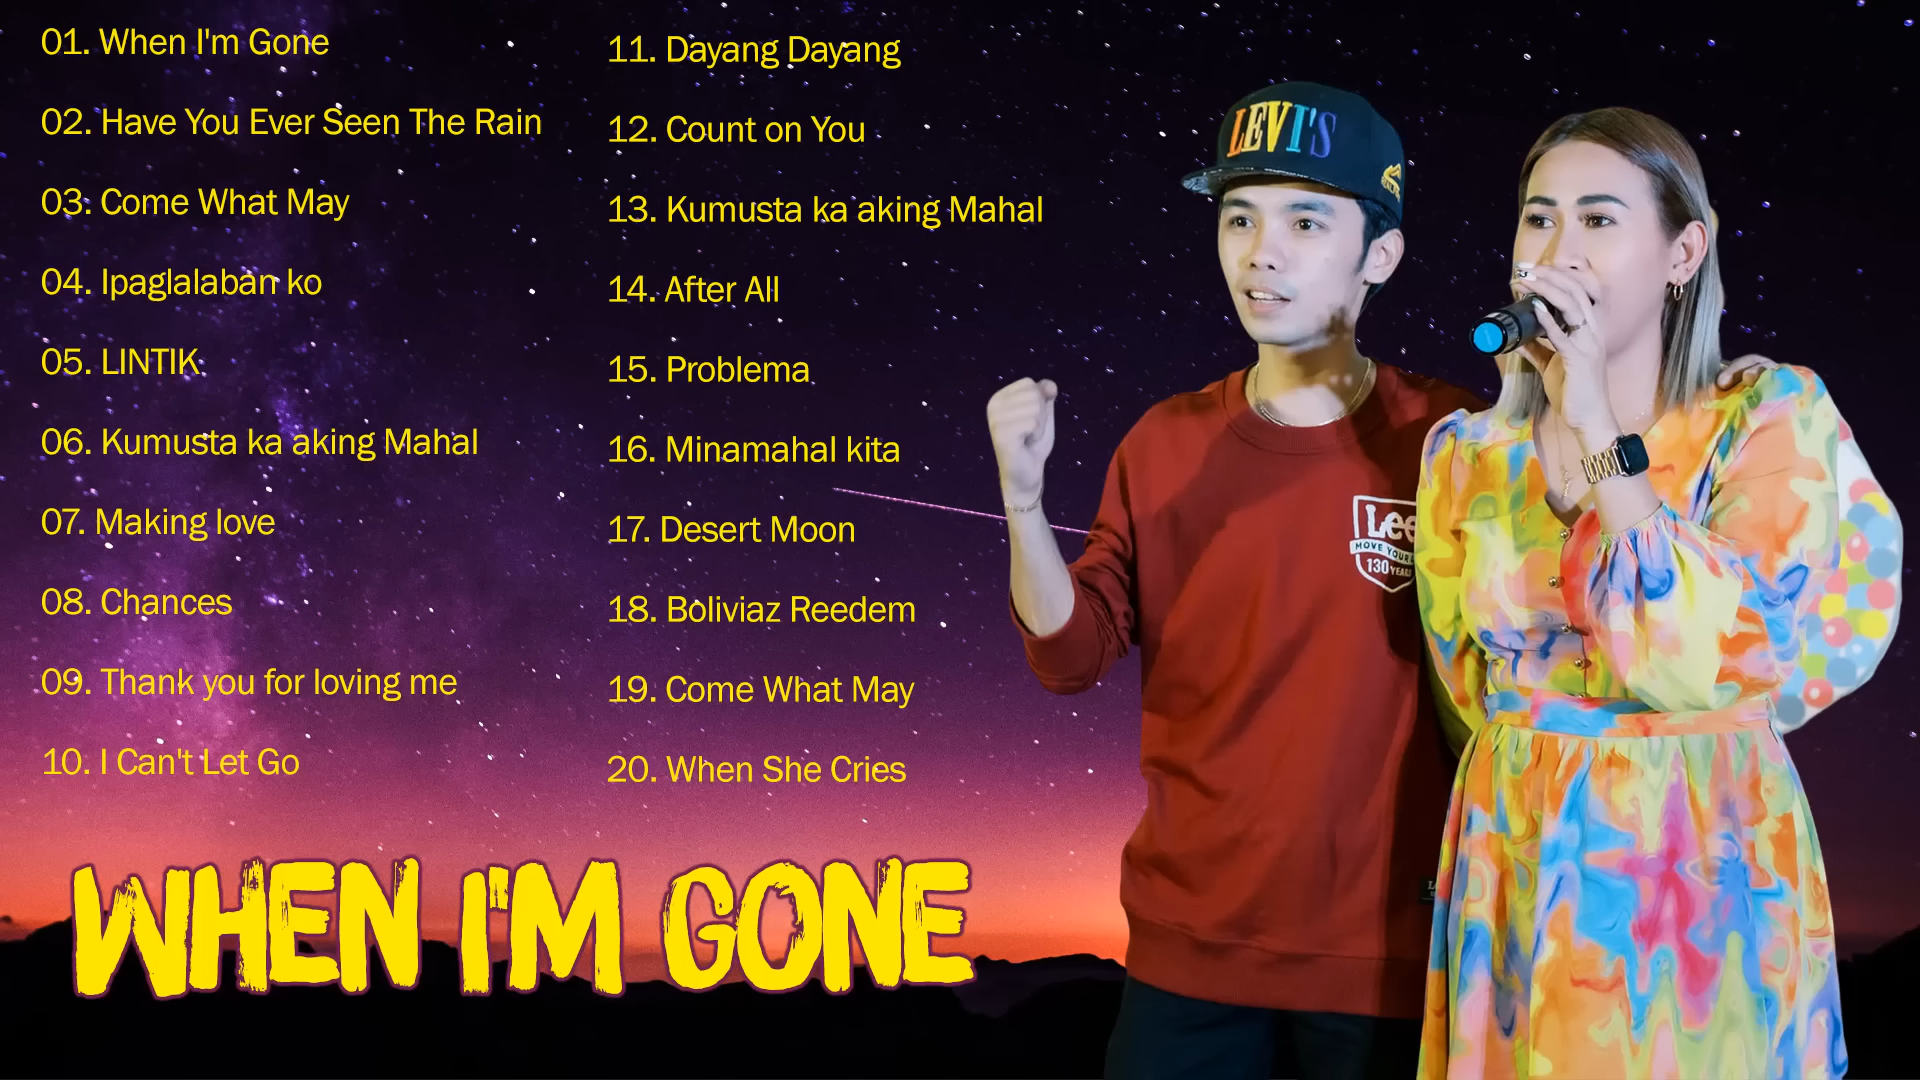 01. When I'm Gone
02. Have You Ever Seen The Rain
03. Come What May
04. Ipaglalaban ko
05. LINTIK
06. Kumusta ka aking Mahal
07. Making love
08. Chances
09. Thank you for loving me
10. I Can't Let Go
11. Dayang Dayang
12. Count on You
13. Kumusta ka aking Mahal
14. After All
15. Problema
16. Minamahal kita
17. Desert Moon
18. Boliviaz Reedem
19. Come What May
20. When She Cries
WHEN I'M GONE
LEVI'S
Lee
MOVE YOUR
130 YEARS